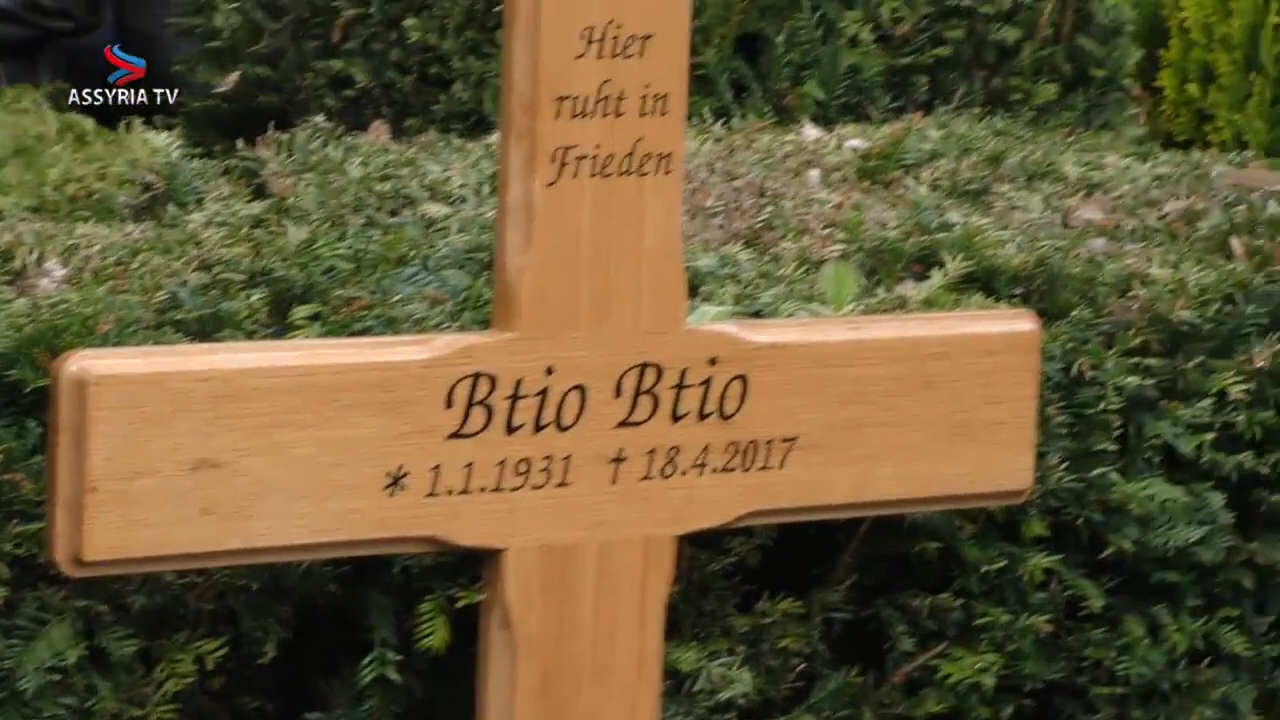 ASSYRIA TV
Hier
ruht in
Frieden
Btio Btio
* 1.1.1931 † 18.4.2017